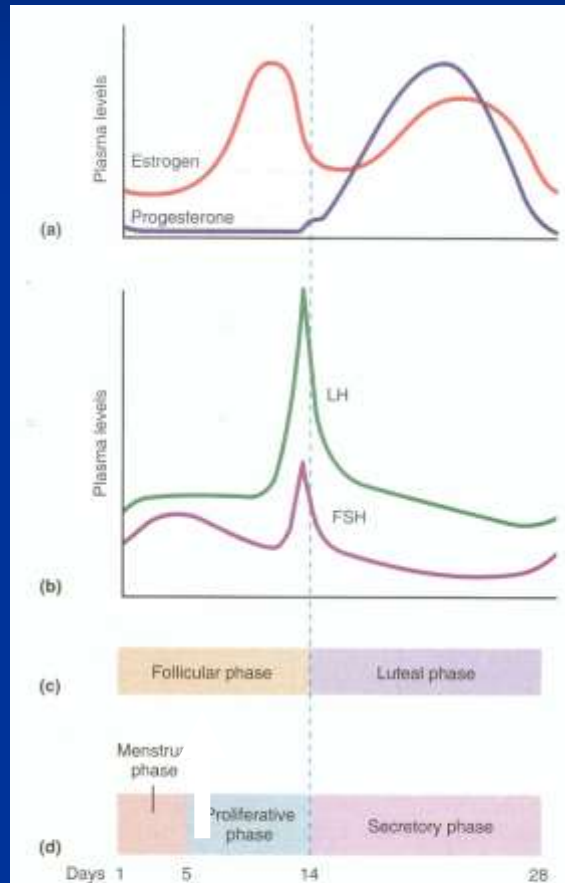 Plasma levels
Estrogen
Progesterone
(a)
Plasma levels
LH
FSH
(b)
Follicular phase
Luteal phase
(c)
Menstru
phase
Proliferative
phase
Secretory phase
(d)
Days 1 5 14 28